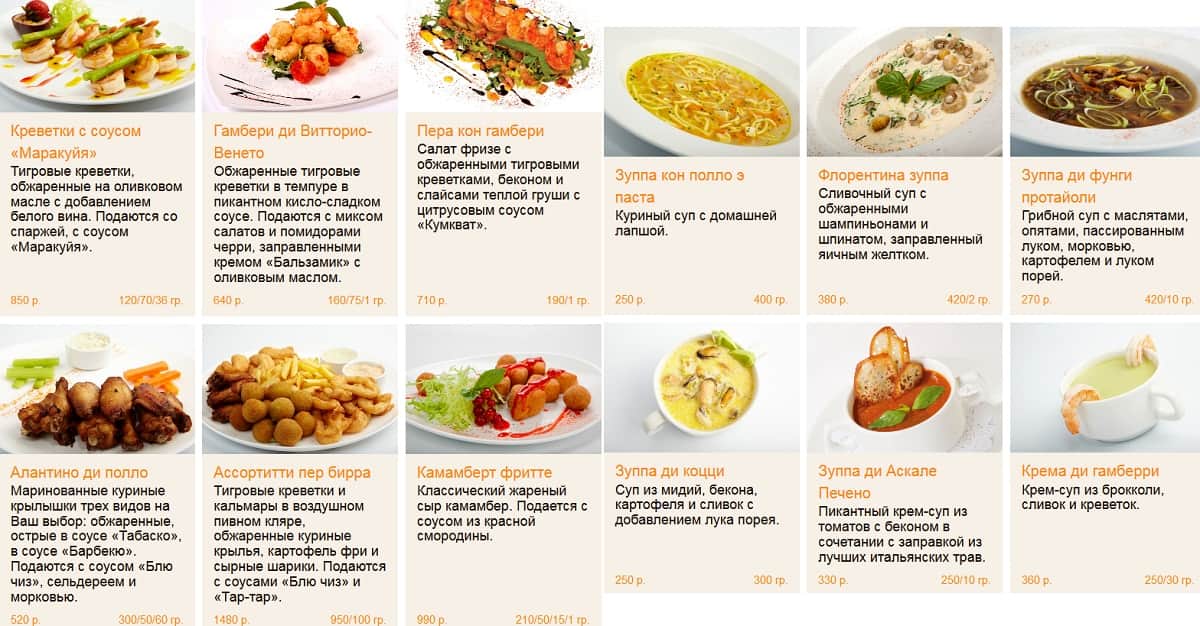 Креветки с соусом
«Маракуйя»
Тигровые креветки,
обжаренные на оливковом
масле с добавлением
белого вина. Подаются со
спаржей, с соусом
«Маракуйя».
850 р. 120/70/36 гр.
Гамбери ди Витторио-
Венето
Обжаренные тигровые
креветки в темпуре в
пикантном кисло-сладком
соусе. Подаются с миксом
салатов и помидорами
черри, заправленными
кремом «Бальзамик» с
оливковым маслом.
640 р. 160/75/1 гр.
Пера кон гамбери
Салат фризе с
обжаренными тигровыми
креветками, беконом и
слайсами теплой груши с
цитрусовым соусом
«Кумкват».
710 р. 190/1 гр.
Зуппа кон полло э
паста
Куриный суп с домашней
лапшой.
250 р. 400 гр.
Флорентина зуппа
Сливочный суп с
обжаренными
шампиньонами и
шпинатом, заправленный
яичным желтком.
380 р. 420/2 гр.
Зуппа ди фунги
протайоли
Грибной суп с маслятами,
опятами, пассированным
луком, морковью,
картофелем и луком
порей.
270 р. 420/10 гр.
Алантино ди полло
Маринованные куриные
крылышки трех видов на
Ваш выбор: обжаренные,
острые в соусе «Табаско»,
в соусе «Барбекю».
Подаются с соусом «Блю
чиз», сельдереем и
морковью.
520 р. 300/50/60 гр.
Ассортитти пер бирра
Тигровые креветки и
кальмары в воздушном
пивном кляре,
обжаренные куриные
крылья, картофель фри и
сырные шарики. Подаются
с соусами «Блю чиз» и
«Тар-тар».
1480 р. 950/100 гр.
Камамберт фритте
Классический жареный
сыр камамбер. Подается с
соусом из красной
смородины.
990 р. 210/50/15/1 гр.
Зуппа ди коцци
Суп из мидий, бекона,
картофеля и сливок с
добавлением лука порея.
250 р. 300 гр.
Зуппа ди Аскале
Печено
Пикантный крем-суп из
томатов с беконом в
сочетании с заправкой из
лучших итальянских трав.
330 р. 250/10 гр.
Крема ди гамберри
Крем-суп из брокколи,
сливок и креветок.
360 р. 250/30 гр.